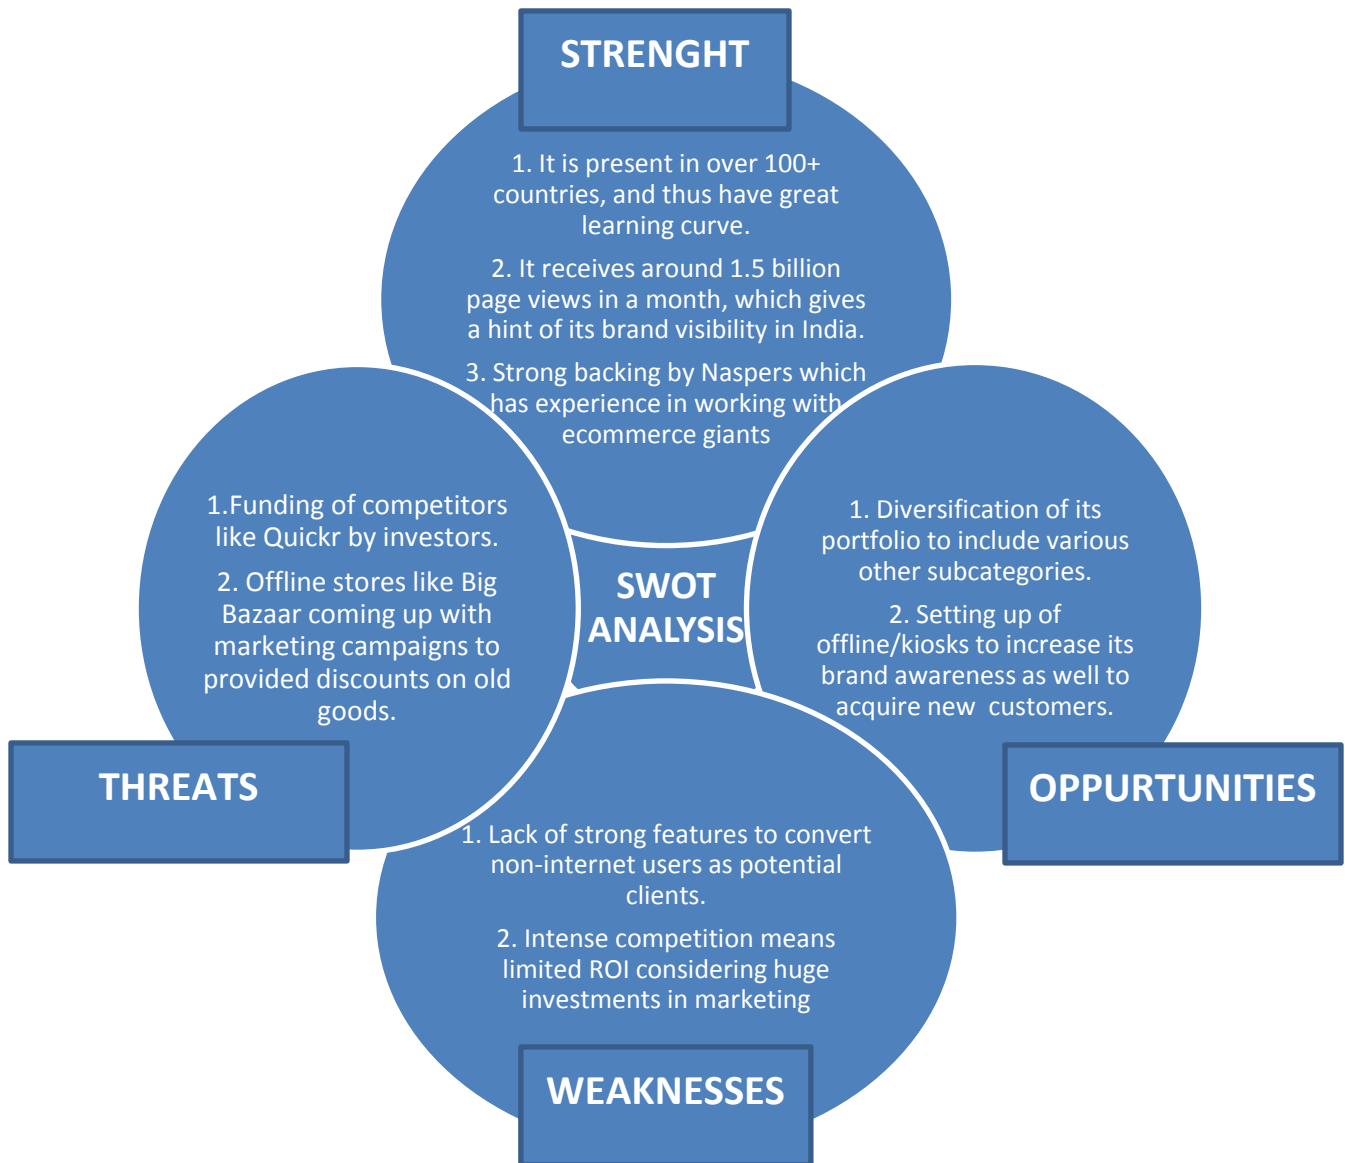 STRENGHT
1. It is present in over 100+
countries, and thus have great
learning curve.
2. It receives around 1.5 billion
page views in a month, which gives
a hint of its brand visibility in India.
3. Strong backing by Naspers which
has experience in working with
ecommerce giants
1.Funding of competitors
like Quickr by investors.
2. Offline stores like Big
Bazaar coming up with
marketing campaigns to
provided discounts on old
goods.
THREATS
SWOT
ANALYSIS
1. Diversification of its
portfolio to include various
other subcategories.
2. Setting up of
offline/kiosks to increase its
brand awareness as well to
acquire new customers.
OPPURTUNITIES
1. Lack of strong features to convert
non-internet users as potential
clients.
2. Intense competition means
limited ROI considering huge
investments in marketing
WEAKNESSES